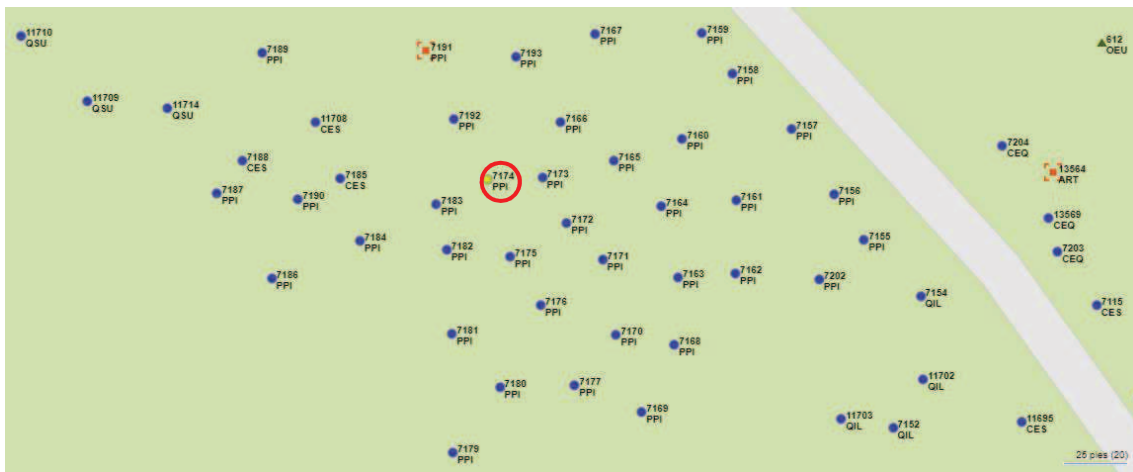 11710
QSU
7189
PPI
7191
PPI
7193
PPI
7167
PPI
7159
PPI
612
OEU
7158
PPI
11709
QSU
11714
QSU
11708
CES
7192
PPI
7166
PPI
7160
PPI
7157
PPI
7204
CEQ
7188
CES
7185
CES
7174
PPI
7173
PPI
7165
PPI
13564
ART
7187
PPI
7190
PPI
7183
PPI
7164
PPI
7161
PPI
7156
PPI
13569
CEQ
7184
PPI
7182
PPI
7172
PPI
7155
PPI
7175
PPI
7171
PPI
7203
CEQ
7186
PPI
7163
PPI
7162
PPI
7202
PPI
7176
PPI
7154
QIL
7115
CES
7181
PPI
7170
PPI
7168
PPI
7180
PPI
7177
PPI
11702
QIL
7169
PPI
11703
QIL
7152
QIL
11695
CES
7179
PPI
25 pies (20)